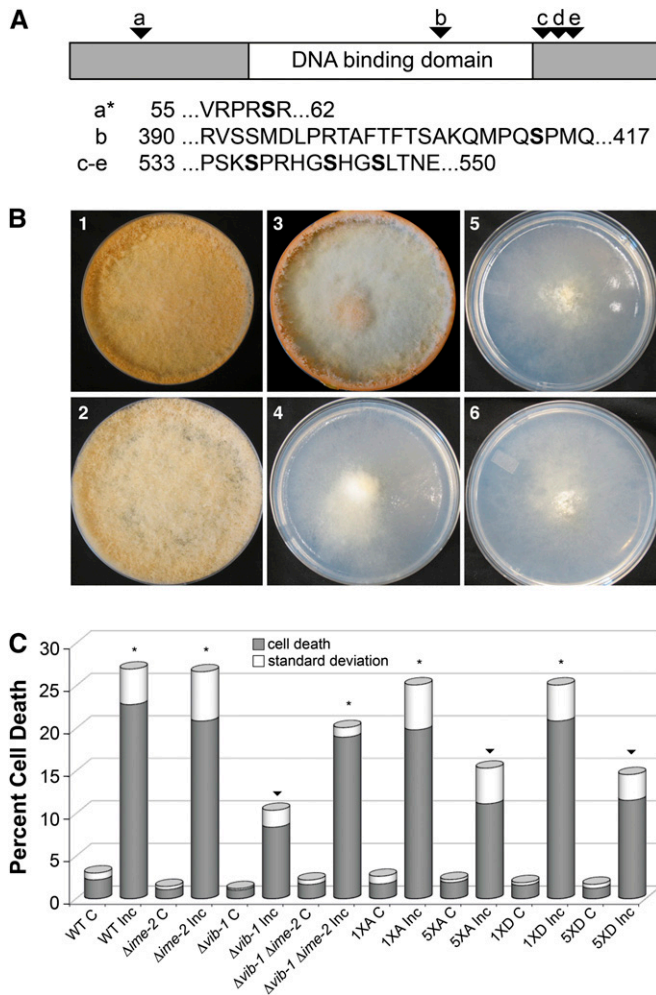 A
a b c d e
DNA binding domain
a* 55 ...VRPRSR...62
b 390 ...RVSSMDLPRTAFTFTSAKQMPQSPMQ...417
c-e 533 ...PSKSPRHGSHGSLTNE...550
B
1 3 5
2 4 6
C
cell death
standard deviation
Percent Cell Death
30
25
20
15
10
5
0
* * * * *
WT C
WT Inc
Δime-2 C
Δime-2 Inc
Δvib-1 C
Δvib-1 Inc
Δvib-1 Δime-2 C
Δvib-1 Δime-2 Inc
1XA C
1XA Inc
5XA C
5XA Inc
1XD C
1XD Inc
5XD C
5XD Inc